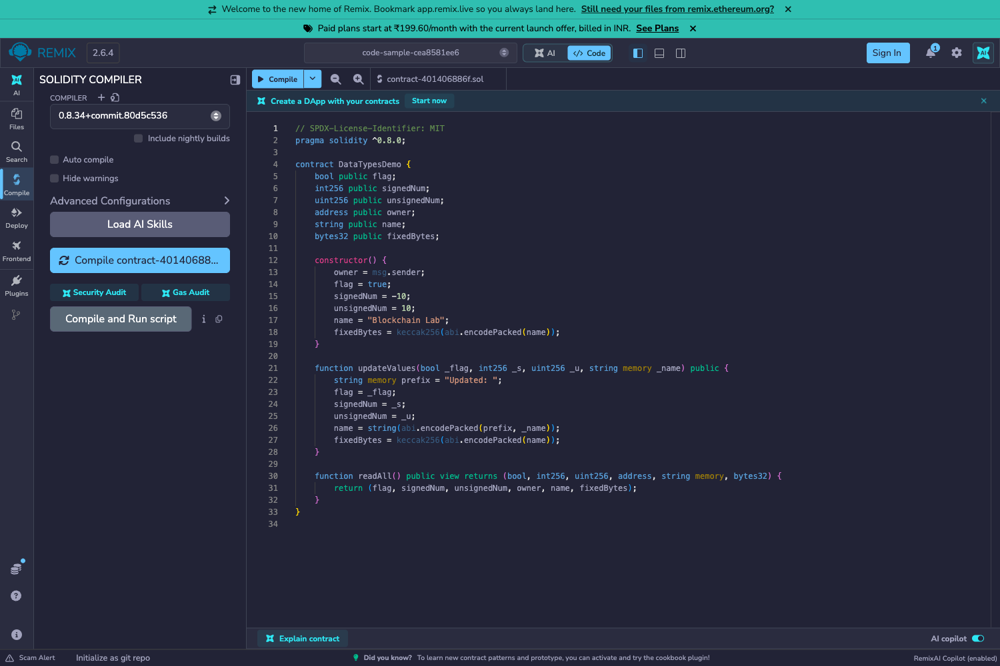 Welcome to the new home of Remix. Bookmark app.remix.live so you always land here. Still need your files from remix.ethereum.org?
Paid plans start at ₹199.60/month with the current launch offer, billed in INR. See Plans
REMIX 2.6.4
code-sample-cea8581ee6
AI
Code
Sign In
1
AI
AI
AI
Files
Search
Compile
Deploy
Frontend
Plugins
SOLIDITY COMPILER
COMPILER
0.8.34+commit.80d5c536
Include nightly builds
Auto compile
Hide warnings
Advanced Configurations
Load AI Skills
Compile contract-40140688...
Security Audit
Gas Audit
Compile and Run script
Compile
contract-401406886f.sol
Create a DApp with your contracts Start now
1 // SPDX-License-Identifier: MIT
2 pragma solidity ^0.8.0;
3
4 contract DataTypesDemo {
5 bool public flag;
6 int256 public signedNum;
7 uint256 public unsignedNum;
8 address public owner;
9 string public name;
10 bytes32 public fixedBytes;
11
12 constructor() {
13 owner = msg.sender;
14 flag = true;
15 signedNum = -10;
16 unsignedNum = 10;
17 name = "Blockchain Lab";
18 fixedBytes = keccak256(abi.encodePacked(name));
19 }
20
21 function updateValues(bool _flag, int256 _s, uint256 _u, string memory _name) public {
22 string memory prefix = "Updated: ";
23 flag = _flag;
24 signedNum = _s;
25 unsignedNum = _u;
26 name = string(abi.encodePacked(prefix, _name));
27 fixedBytes = keccak256(abi.encodePacked(name));
28 }
29
30 function readAll() public view returns (bool, int256, uint256, address, string memory, bytes32) {
31 return (flag, signedNum, unsignedNum, owner, name, fixedBytes);
32 }
33 }
34
Explain contract
AI copilot
Scam Alert
Initialize as git repo
Did you know? To learn new contract patterns and prototype, you can activate and try the cookbook plugin!
RemixAI Copilot (enabled)